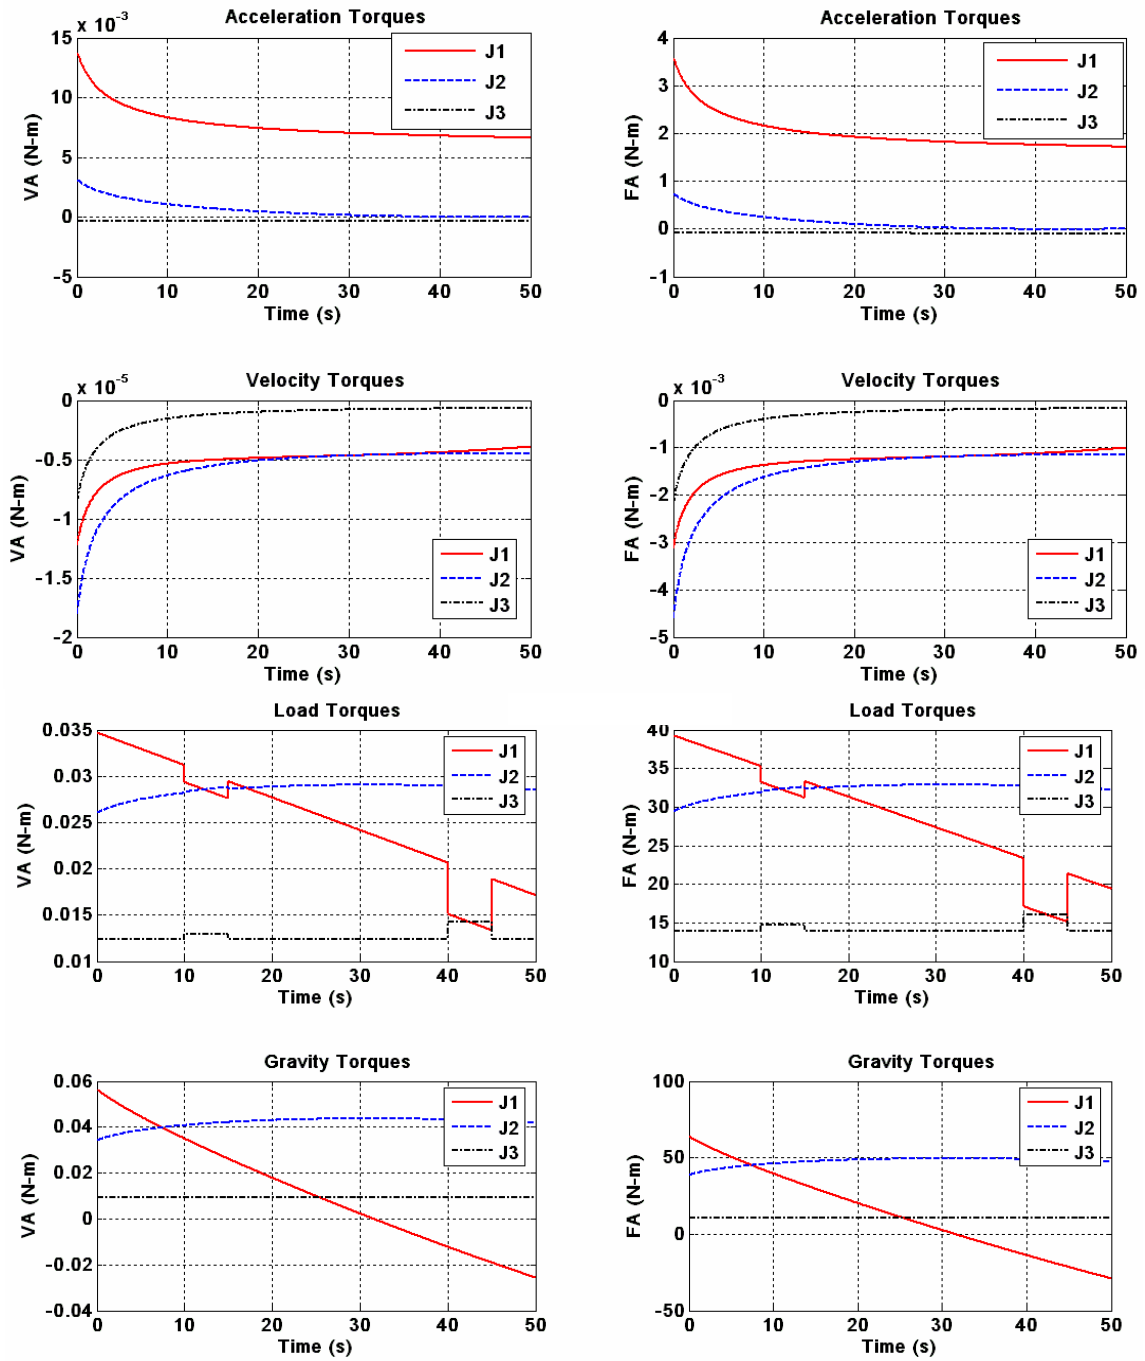 Acceleration Torques
x 10⁻³
15
10
5
0
-5
VA (N-m)
0 10 20 30 40 50
Time (s)
J1
J2
J3
Acceleration Torques
4
3
2
1
0
-1
FA (N-m)
0 10 20 30 40 50
Time (s)
J1
J2
J3
Velocity Torques
x 10⁻⁵
0
-0.5
-1
-1.5
-2
VA (N-m)
0 10 20 30 40 50
Time (s)
J1
J2
J3
Velocity Torques
x 10⁻³
0
-1
-2
-3
-4
-5
FA (N-m)
0 10 20 30 40 50
Time (s)
J1
J2
J3
Load Torques
0.035
0.03
0.025
0.02
0.015
0.01
VA (N-m)
0 10 20 30 40 50
Time (s)
J1
J2
J3
Load Torques
40
35
30
25
20
15
10
FA (N-m)
0 10 20 30 40 50
Time (s)
J1
J2
J3
Gravity Torques
0.06
0.04
0.02
0
-0.02
-0.04
VA (N-m)
0 10 20 30 40 50
Time (s)
J1
J2
J3
Gravity Torques
100
50
0
-50
FA (N-m)
0 10 20 30 40 50
Time (s)
J1
J2
J3